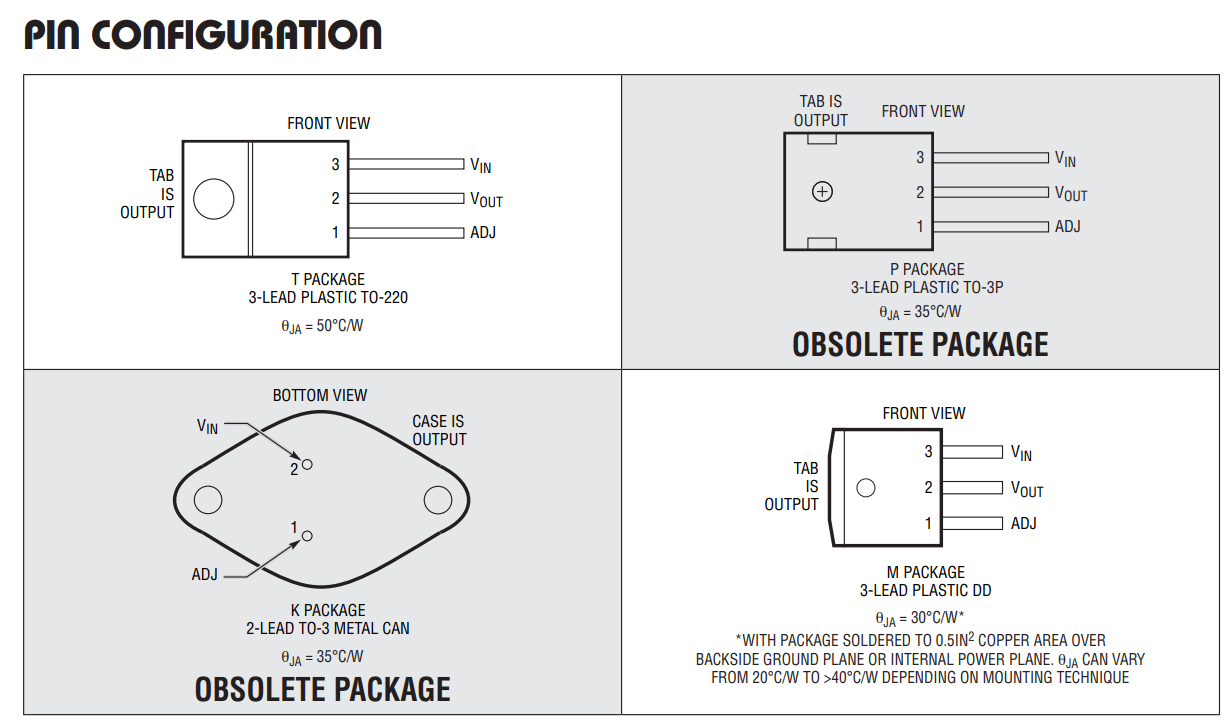 PIN CONFIGURATION
FRONT VIEW
TAB
IS
OUTPUT
3
2
1
VIN
VOUT
ADJ
T PACKAGE
3-LEAD PLASTIC TO-220
θJA = 50°C/W
TAB IS
OUTPUT
FRONT VIEW
3
2
1
VIN
VOUT
ADJ
P PACKAGE
3-LEAD PLASTIC TO-3P
θJA = 35°C/W
OBSOLETE PACKAGE
BOTTOM VIEW
VIN
CASE IS
OUTPUT
2
1
ADJ
K PACKAGE
2-LEAD TO-3 METAL CAN
θJA = 35°C/W
OBSOLETE PACKAGE
FRONT VIEW
TAB
IS
OUTPUT
3
2
1
VIN
VOUT
ADJ
M PACKAGE
3-LEAD PLASTIC DD
θJA = 30°C/W*
*WITH PACKAGE SOLDERED TO 0.5IN² COPPER AREA OVER
BACKSIDE GROUND PLANE OR INTERNAL POWER PLANE. θJA CAN VARY
FROM 20°C/W TO >40°C/W DEPENDING ON MOUNTING TECHNIQUE